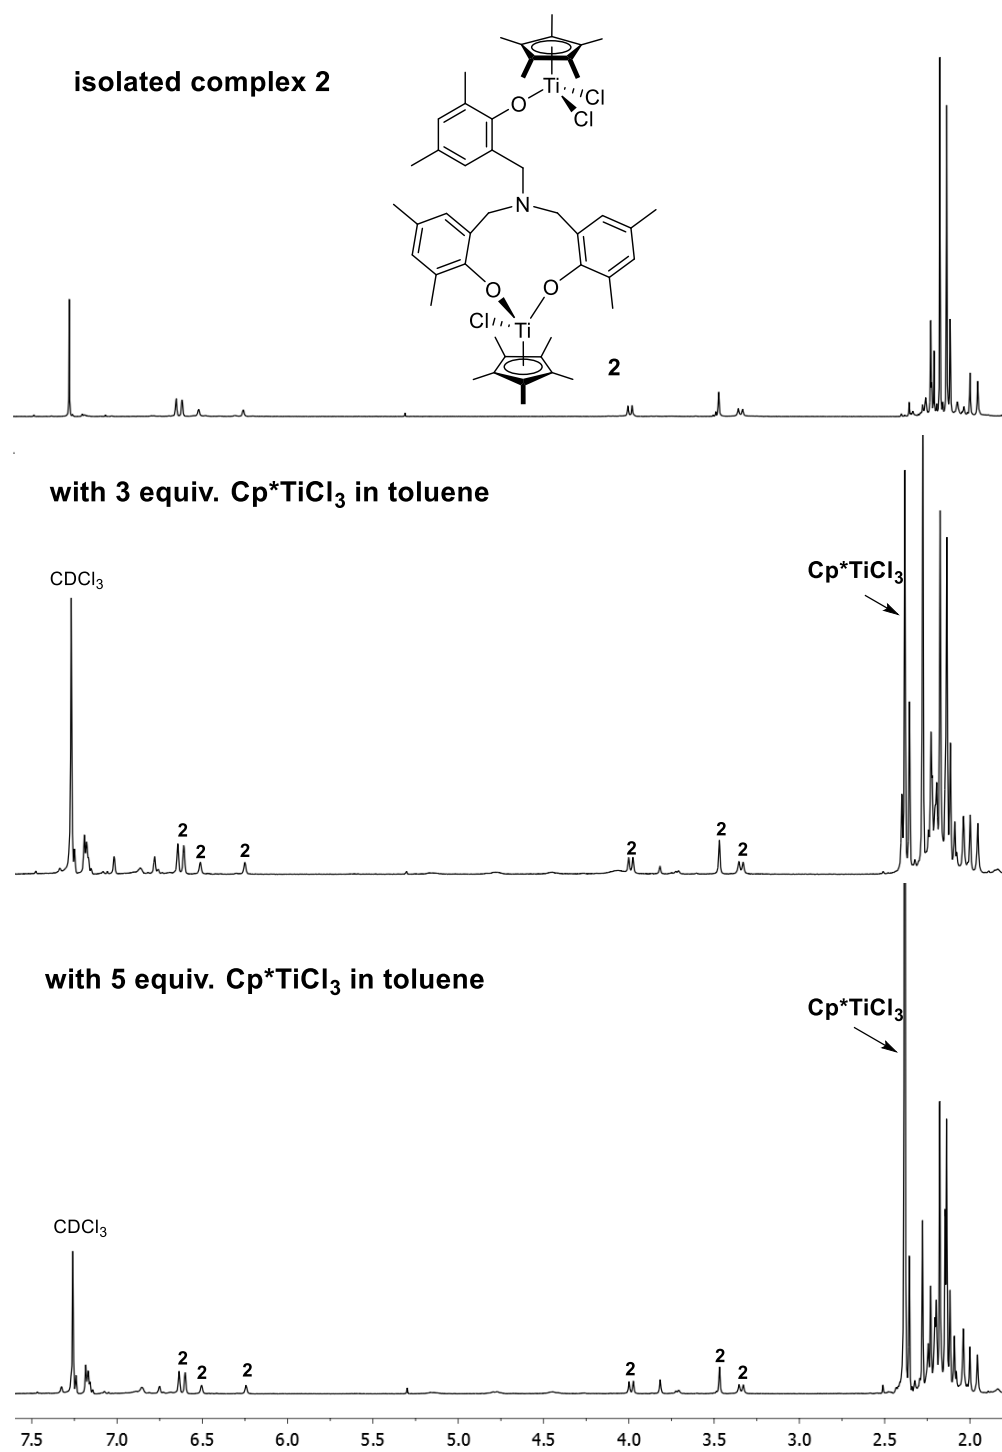 isolated complex 2
Ti
Cl
Cl
O
N
O
O
Cl
Ti
2
with 3 equiv. Cp*TiCl3 in toluene
CDCl3
Cp*TiCl3
2
2
2
2
2
2
with 5 equiv. Cp*TiCl3 in toluene
Cp*TiCl3
CDCl3
2
2
2
2
2
2
7.5 7.0 6.5 6.0 5.5 5.0 4.5 4.0 3.5 3.0 2.5 2.0